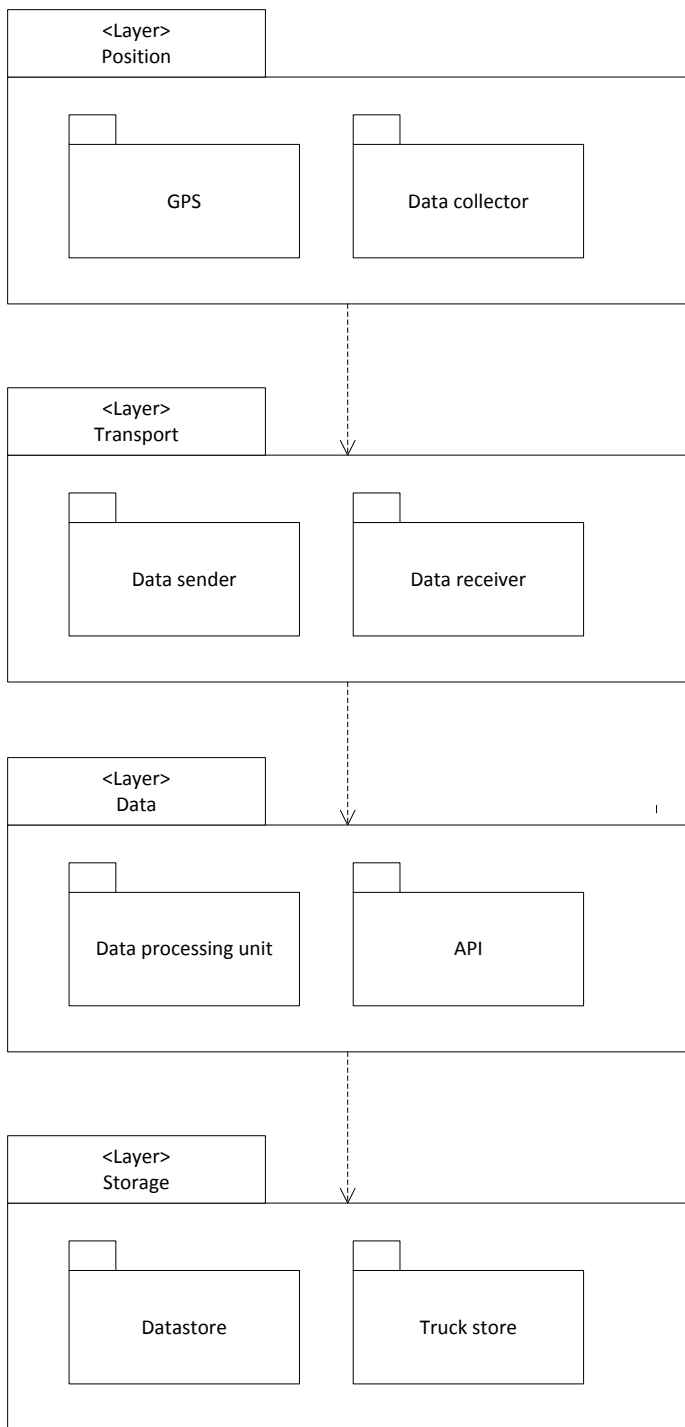 <Layer>
Position
GPS
Data collector
<Layer>
Transport
Data sender
Data receiver
<Layer>
Data
Data processing unit
API
<Layer>
Storage
Datastore
Truck store